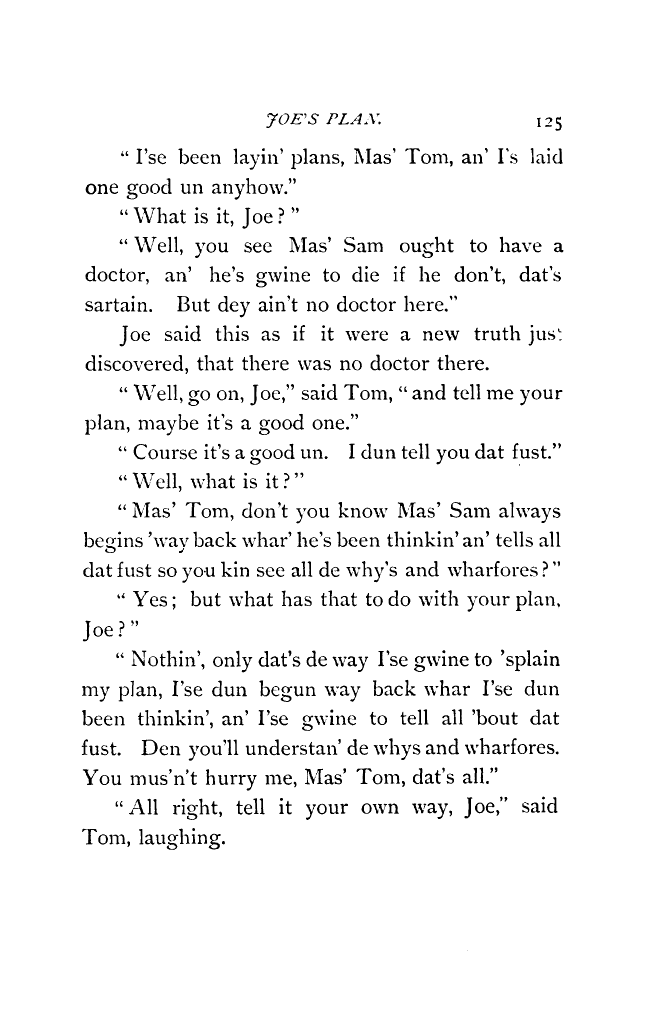 JOE'S PLAN. 125
“ I'se been layin' plans, Mas' Tom, an' I's laid
one good un anyhow.”
“ What is it, Joe ? ”
“ Well, you see Mas' Sam ought to have a
doctor, an' he's gwine to die if he don't, dat's
sartain. But dey ain't no doctor here.”
Joe said this as if it were a new truth just
discovered, that there was no doctor there.
“ Well, go on, Joe,” said Tom, “ and tell me your
plan, maybe it's a good one.”
“ Course it's a good un. I dun tell you dat fust.”
“ Well, what is it ? ”
“ Mas' Tom, don't you know Mas' Sam always
begins 'way back whar' he's been thinkin' an' tells all
dat fust so you kin see all de why's and wharfores ? ”
“ Yes ; but what has that to do with your plan,
Joe ? ”
“ Nothin', only dat's de way I'se gwine to 'splain
my plan, I'se dun begun way back whar I'se dun
been thinkin', an' I'se gwine to tell all 'bout dat
fust. Den you'll understan' de whys and wharfores.
You mus'n't hurry me, Mas' Tom, dat's all.”
“ All right, tell it your own way, Joe,” said
Tom, laughing.